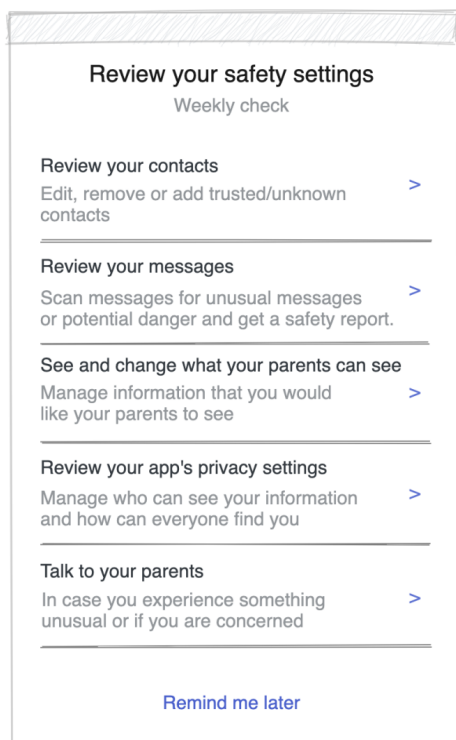 Review your safety settings
Weekly check
Review your contacts
Edit, remove or add trusted/unknown
contacts
>
Review your messages
Scan messages for unusual messages
or potential danger and get a safety report.
>
See and change what your parents can see
Manage information that you would
like your parents to see
>
Review your app's privacy settings
Manage who can see your information
and how can everyone find you
>
Talk to your parents
In case you experience something
unusual or if you are concerned
>
Remind me later